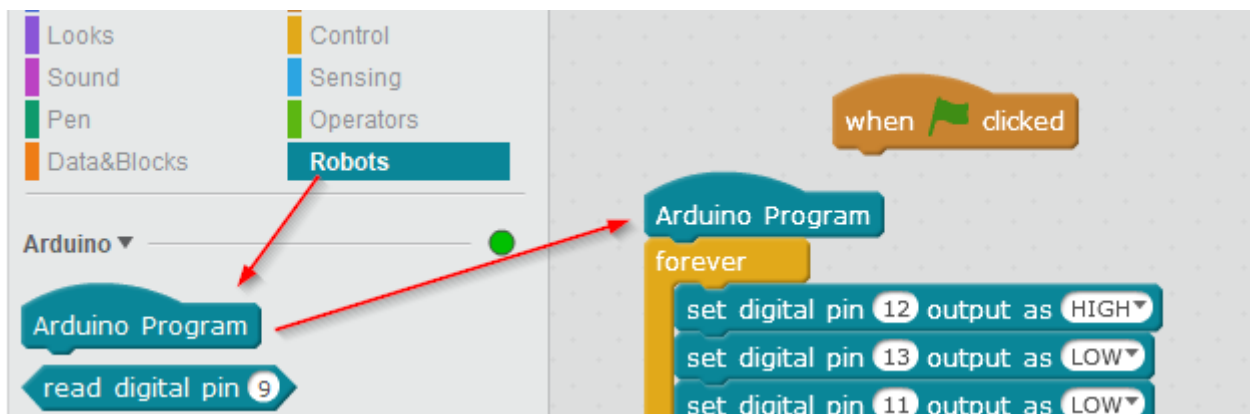 Looks
Control
Sound
Sensing
Pen
Operators
Data&Blocks
Robots
Arduino
Arduino Program
read digital pin 9
when clicked
Arduino Program
forever
set digital pin 12 output as HIGH
set digital pin 13 output as LOW
set digital pin 11 output as LOW